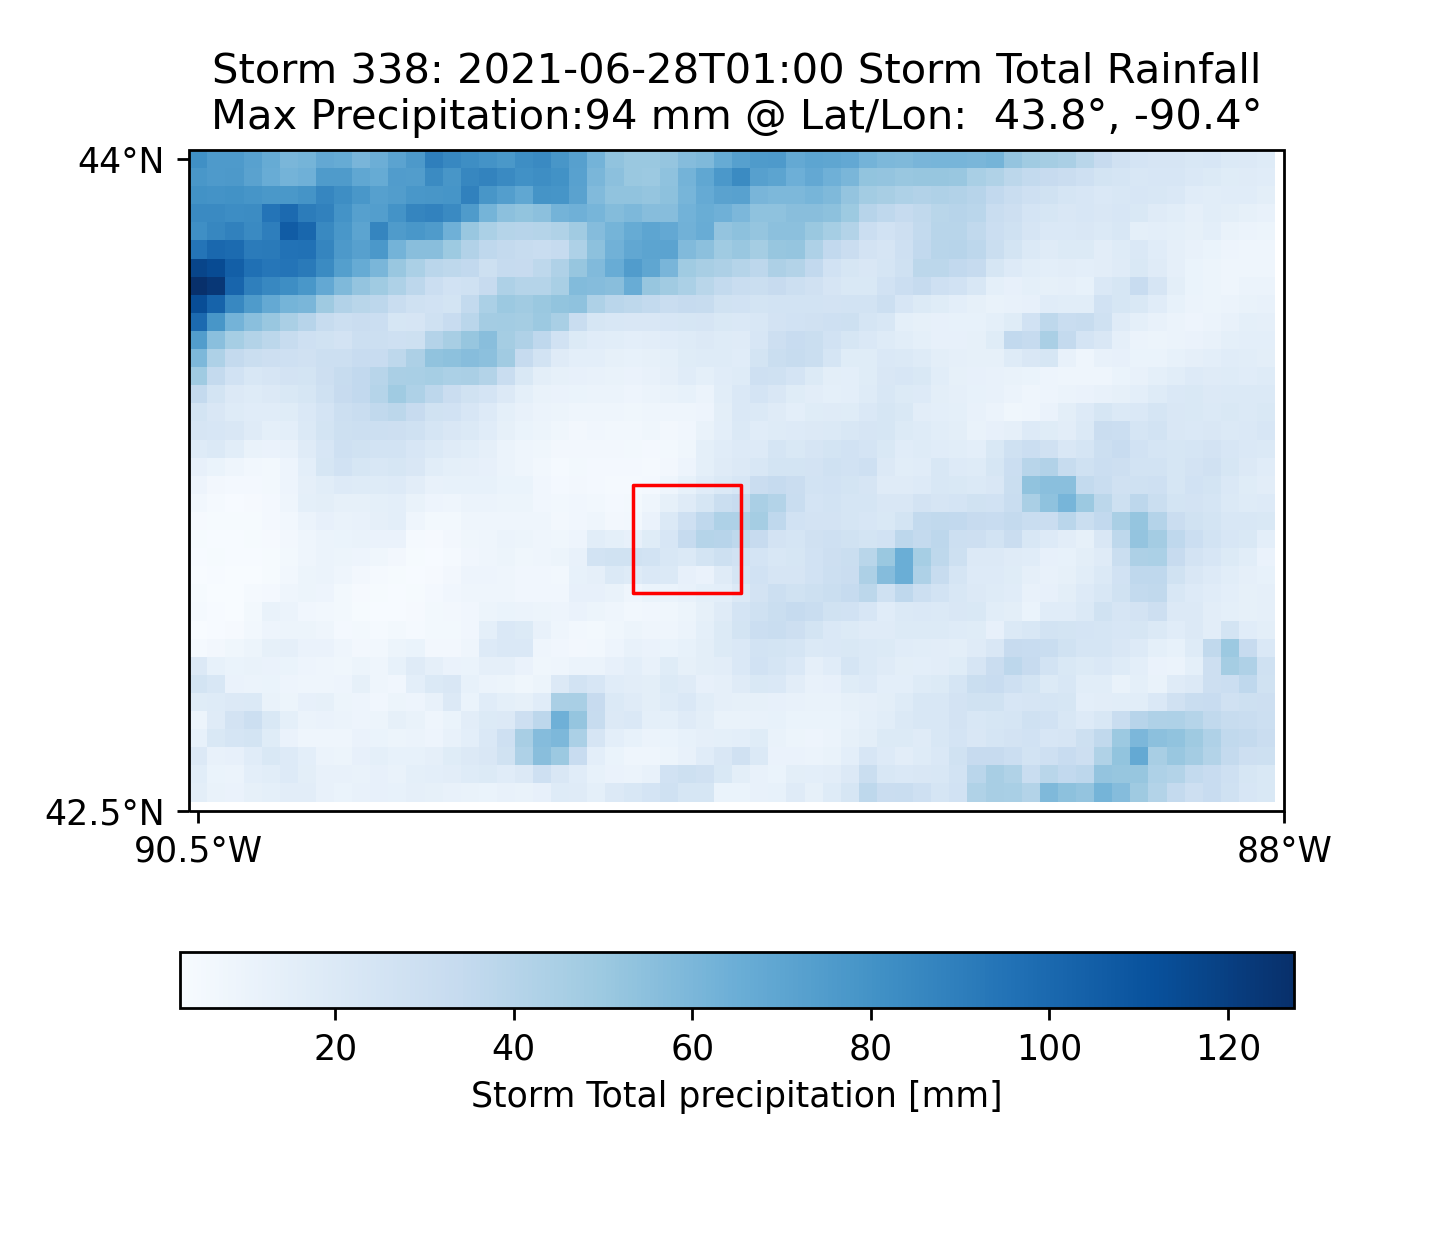 Storm 338: 2021-06-28T01:00 Storm Total Rainfall
Max Precipitation:94 mm @ Lat/Lon:  43.8°, -90.4°
44°N
42.5°N
90.5°W 88°W
20 40 60 80 100 120
Storm Total precipitation [mm]